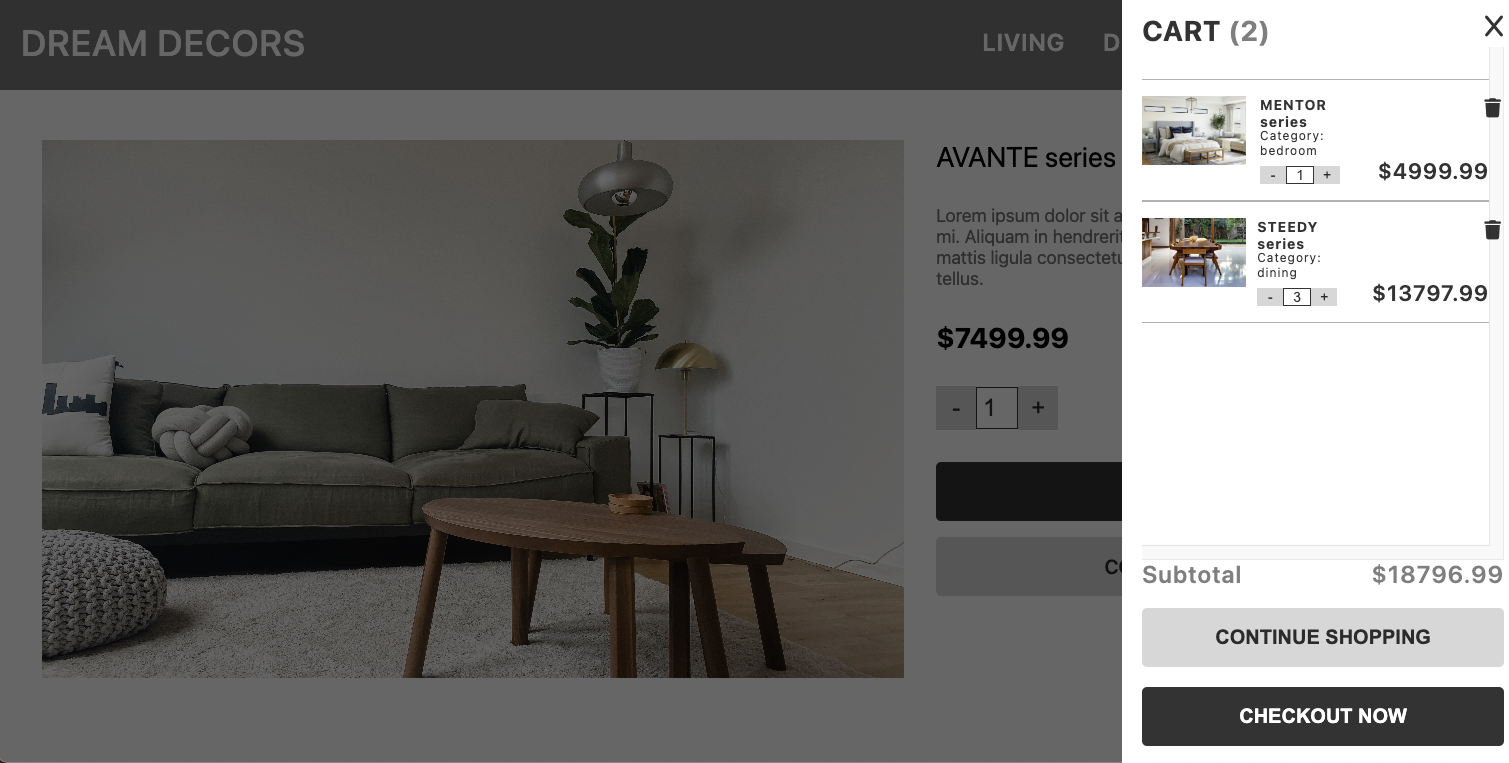 DREAM DECORS
LIVING
D
AVANTE series
Lorem ipsum dolor sit a
mi. Aliquam in hendrerit
mattis ligula consectetu
tellus.
$7499.99
- 1 +
CO
CART (2)
X
MENTOR
series
Category:
bedroom
- 1 +
$4999.99
STEEDY
series
Category:
dining
- 3 +
$13797.99
Subtotal $18796.99
CONTINUE SHOPPING
CHECKOUT NOW